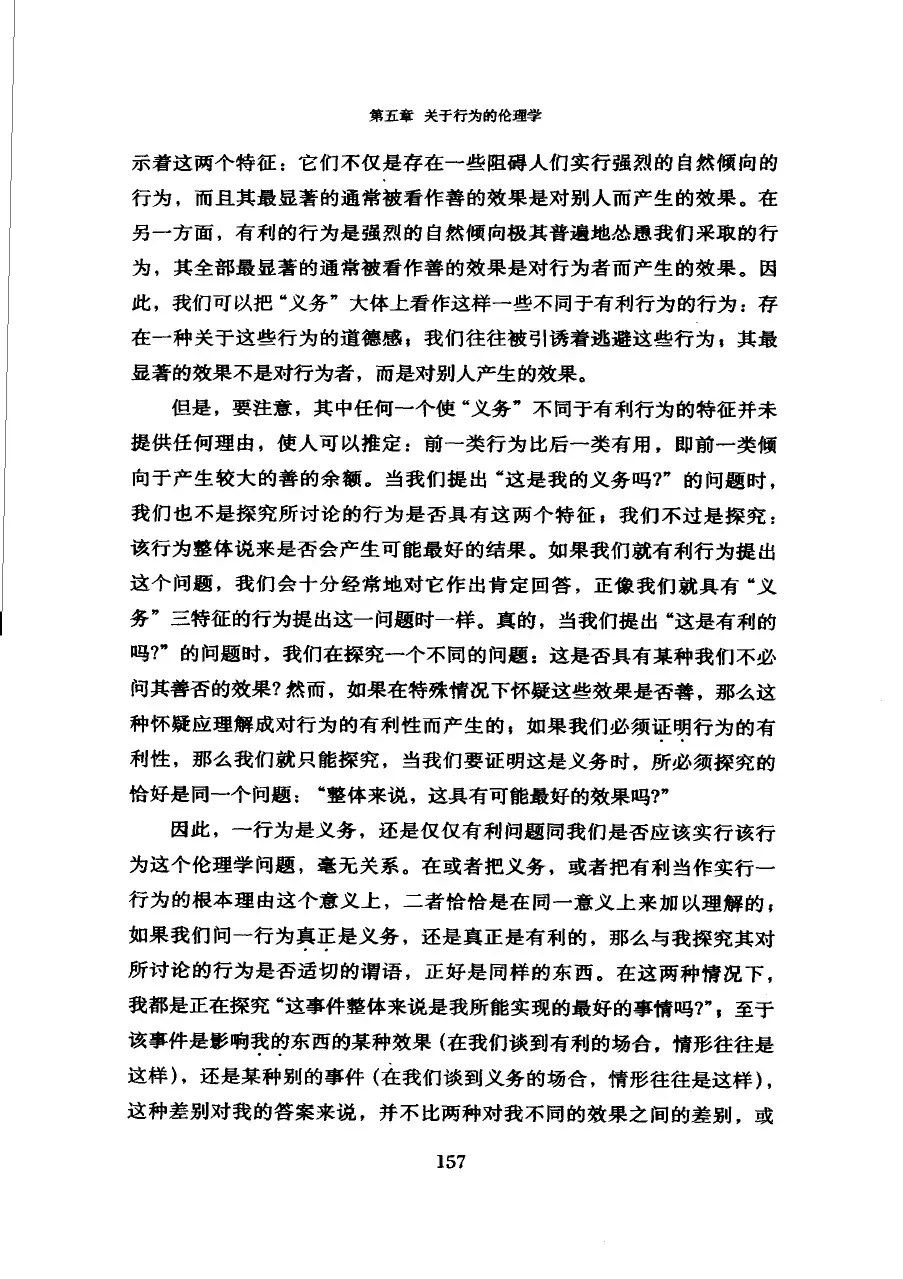 第五章 关于行为的伦理学
示着这两个特征：它们不仅是存在一些阻碍人们实行强烈的自然倾向的
行为，而且其最显著的通常被看作善的效果是对别人而产生的效果。在
另一方面，有利的行为是强烈的自然倾向极其普遍地怂恿我们采取的行
为，其全部最显著的通常被看作善的效果是对行为者而产生的效果。因
此，我们可以把“义务”大体上看作这样一些不同于有利行为的行为：存
在一种关于这些行为的道德感；我们往往被引诱着逃避这些行为；其最
显著的效果不是对行为者，而是对别人产生的效果。
但是，要注意，其中任何一个使“义务”不同于有利行为的特征并未
提供任何理由，使人可以推定：前一类行为比后一类有用，即前一类倾
向于产生较大的善的余额。当我们提出“这是我的义务吗?”的问题时，
我们也不是探究所讨论的行为是否具有这两个特征；我们不过是探究：
该行为整体说来是否会产生可能最好的结果。如果我们就有利行为提出
这个问题，我们会十分经常地对它作出肯定回答，正像我们就具有“义
务”三特征的行为提出这一问题时一样。真的，当我们提出“这是有利的
吗?”的问题时，我们在探究一个不同的问题：这是否具有某种我们不必
问其善否的效果?然而，如果在特殊情况下怀疑这些效果是否善，那么这
种怀疑应理解成对行为的有利性而产生的；如果我们必须证明行为的有
利性，那么我们就只能探究，当我们要证明这是义务时，所必须探究的
恰好是同一个问题：“整体来说，这具有可能最好的效果吗?”
因此，一行为是义务，还是仅仅有利问题同我们是否应该实行该行
为这个伦理学问题，毫无关系。在或者把义务，或者把有利当作实行一
行为的根本理由这个意义上，二者恰恰是在同一意义上来加以理解的；
如果我们问一行为真正是义务，还是真正是有利的，那么与我探究其对
所讨论的行为是否适切的谓语，正好是同样的东西。在这两种情况下，
我都是正在探究“这事件整体来说是我所能实现的最好的事情吗?”；至于
该事件是影响我的东西的某种效果(在我们谈到有利的场合，情形往往是
这样)，还是某种别的事件(在我们谈到义务的场合，情形往往是这样)，
这种差别对我的答案来说，并不比两种对我不同的效果之间的差别，或
157